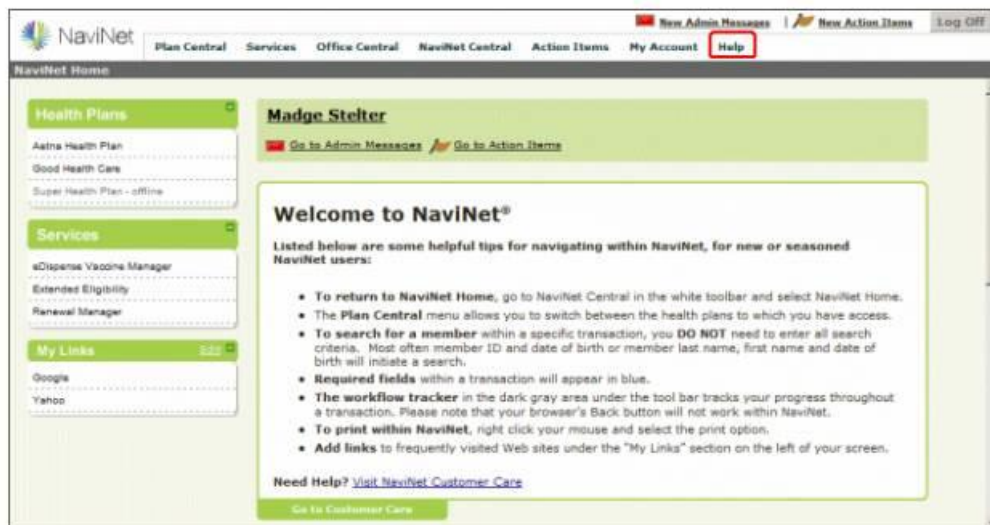 New Admin Messages | New Action Items Log Off
NaviNet
Plan Central Services Office Central NaviNet Central Action Items My Account Help
NaviNet Home
Health Plans
Aetna Health Plan
Good Health Care
Super Health Plan - offline
Services
eDispense Vaccine Manager
Extended Eligibility
Renewal Manager
My Links Edit
Google
Yahoo
Madge Stelter
Go to Admin Messages Go to Action Items
Welcome to NaviNet®
Listed below are some helpful tips for navigating within NaviNet, for new or seasoned
NaviNet users:
• To return to NaviNet Home, go to NaviNet Central in the white toolbar and select NaviNet Home.
• The Plan Central menu allows you to switch between the health plans to which you have access.
• To search for a member within a specific transaction, you DO NOT need to enter all search
criteria. Most often member ID and date of birth or member last name, first name and date of
birth will initiate a search.
• Required fields within a transaction will appear in blue.
• The workflow tracker in the dark gray area under the tool bar tracks your progress throughout
a transaction. Please note that your browser's Back button will not work within NaviNet.
• To print within NaviNet, right click your mouse and select the print option.
• Add links to frequently visited Web sites under the "My Links" section on the left of your screen.
Need Help? Visit NaviNet Customer Care
Go to Customer Care